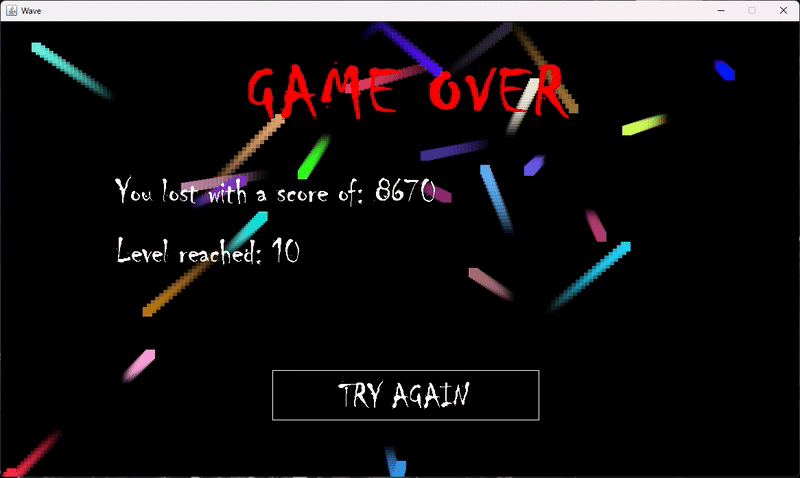 Wave
GAME OVER
You lost with a score of: 8670
Level reached: 10
TRY AGAIN